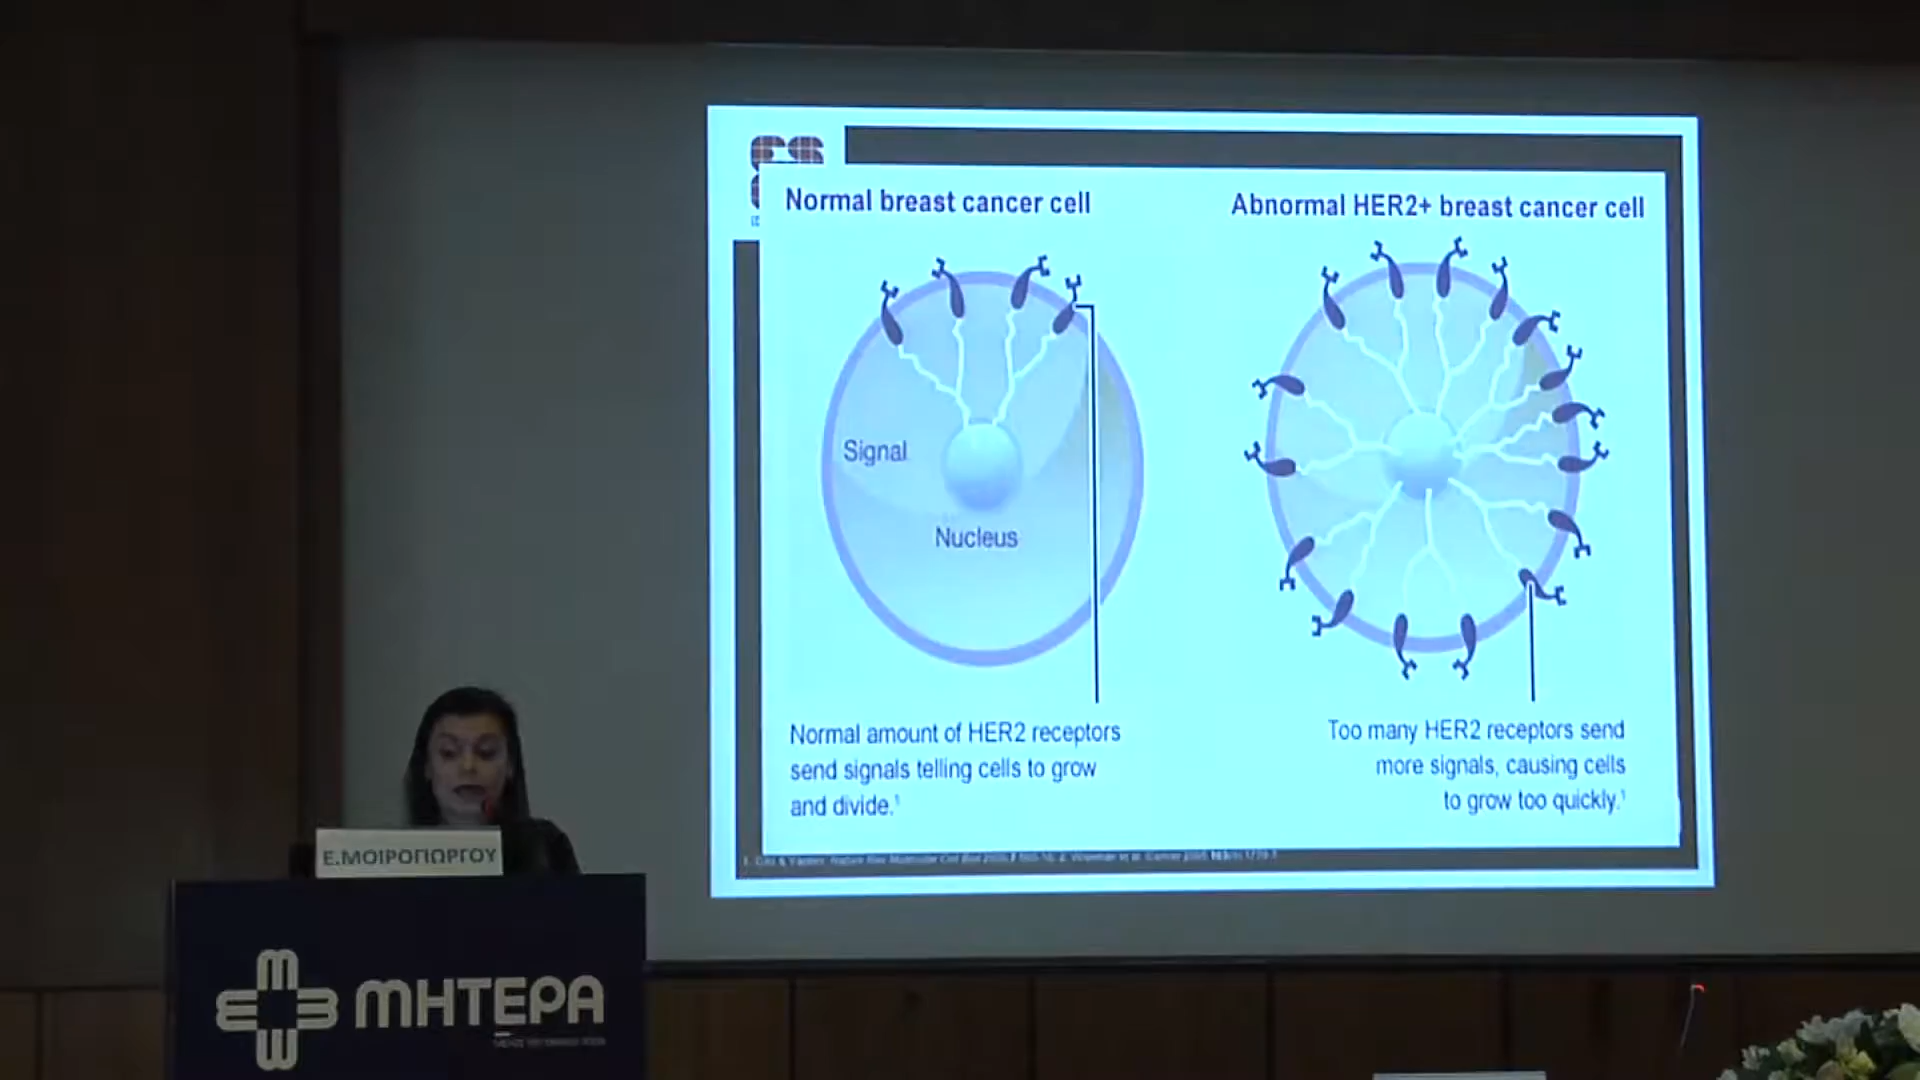 Normal breast cancer cell
Abnormal HER2+ breast cancer cell
Signal
Nucleus
Normal amount of HER2 receptors
send signals telling cells to grow
and divide.¹
Too many HER2 receptors send
more signals, causing cells
to grow too quickly.¹
Ε.ΜΟΙΡΟΓΙΩΡΓΟΥ
ΜΗΤΕΡΑ